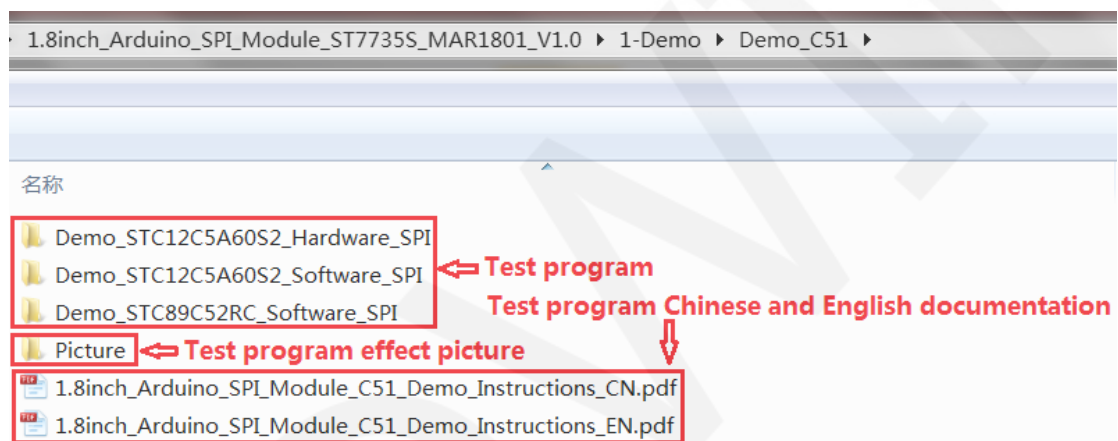 1.8inch_Arduino_SPI_Module_ST7735S_MAR1801_V1.0 ▸ 1-Demo ▸ Demo_C51 ▸
名称
Demo_STC12C5A60S2_Hardware_SPI
Demo_STC12C5A60S2_Software_SPI
Test program
Demo_STC89C52RC_Software_SPI
Test program Chinese and English documentation
Picture
Test program effect picture
1.8inch_Arduino_SPI_Module_C51_Demo_Instructions_CN.pdf
1.8inch_Arduino_SPI_Module_C51_Demo_Instructions_EN.pdf